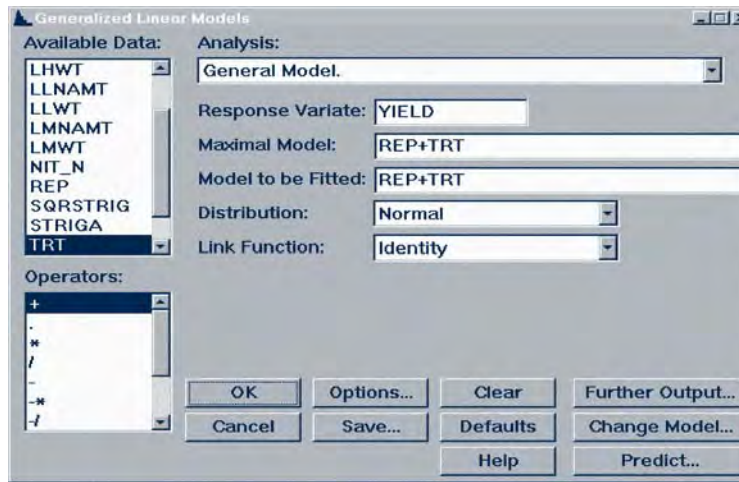 Generalized Linear Models
Available Data:
LHWT
LLNAMT
LLWT
LMNAMT
LMWT
NIT_N
REP
SQRSTRIG
STRIGA
TRT
Operators:
+
.
*
/
-
-*
-/
Analysis:
General Model.
Response Variate: YIELD
Maximal Model: REP+TRT
Model to be Fitted: REP+TRT
Distribution: Normal
Link Function: Identity
OK Options... Clear Further Output...
Cancel Save... Defaults Change Model...
Help Predict...